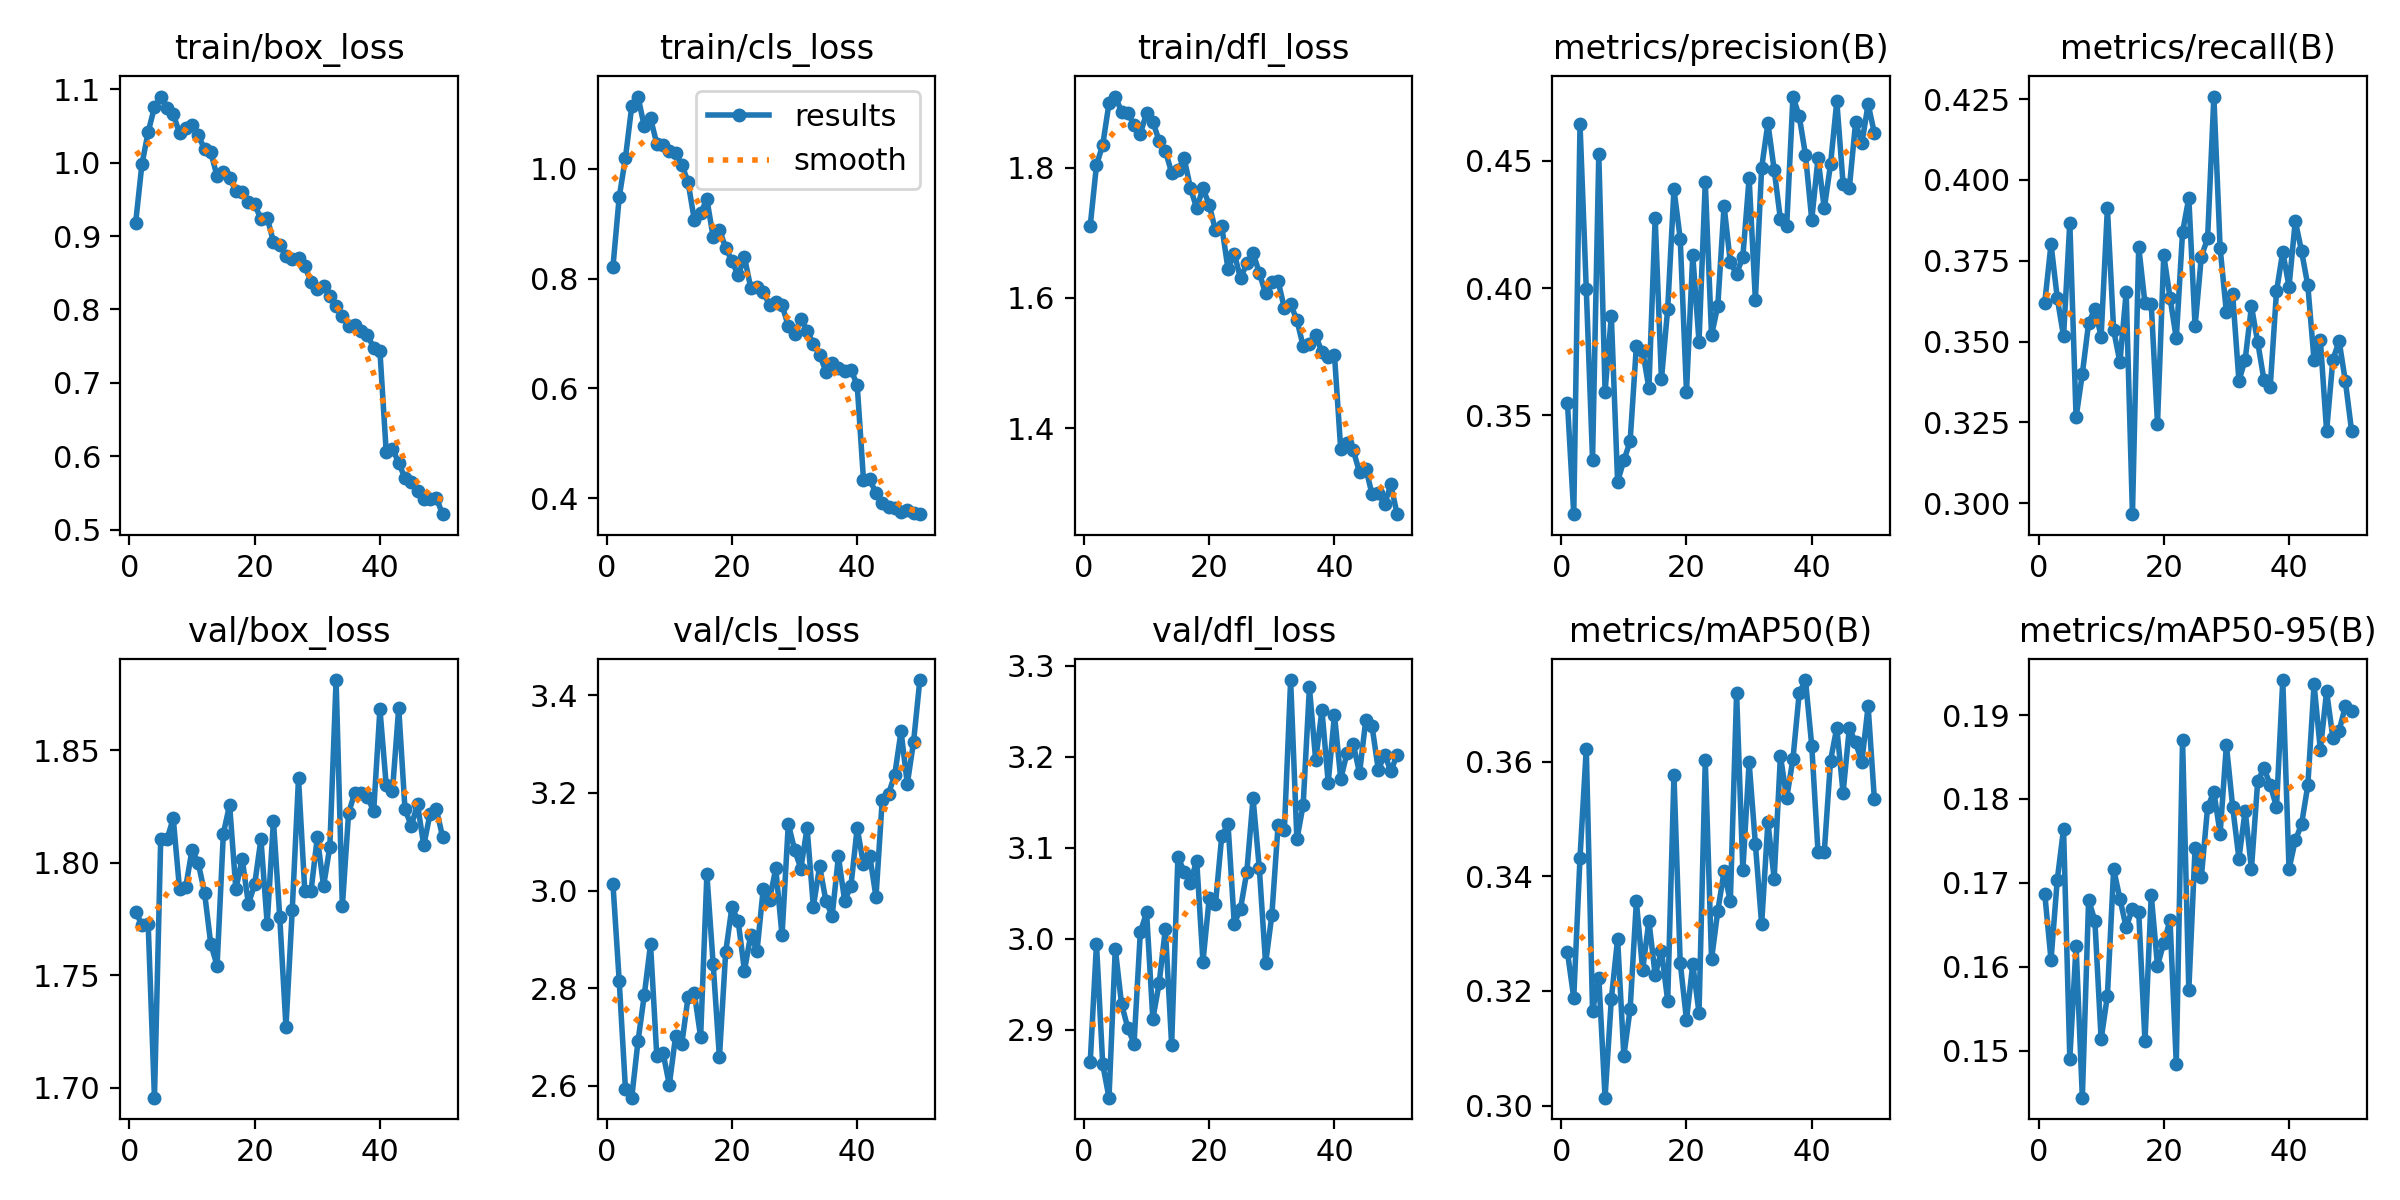 train/box_loss
train/cls_loss
train/dfl_loss
metrics/precision(B)
metrics/recall(B)
1.1
1.0
0.9
0.8
0.7
0.6
0.5
0 20 40
results
smooth
1.0
0.8
0.6
0.4
0 20 40
1.8
1.6
1.4
0 20 40
0.45
0.40
0.35
0 20 40
0.425
0.400
0.375
0.350
0.325
0.300
0 20 40
val/box_loss
val/cls_loss
val/dfl_loss
metrics/mAP50(B)
metrics/mAP50-95(B)
1.85
1.80
1.75
1.70
0 20 40
3.4
3.2
3.0
2.8
2.6
0 20 40
3.3
3.2
3.1
3.0
2.9
0 20 40
0.36
0.34
0.32
0.30
0 20 40
0.19
0.18
0.17
0.16
0.15
0 20 40